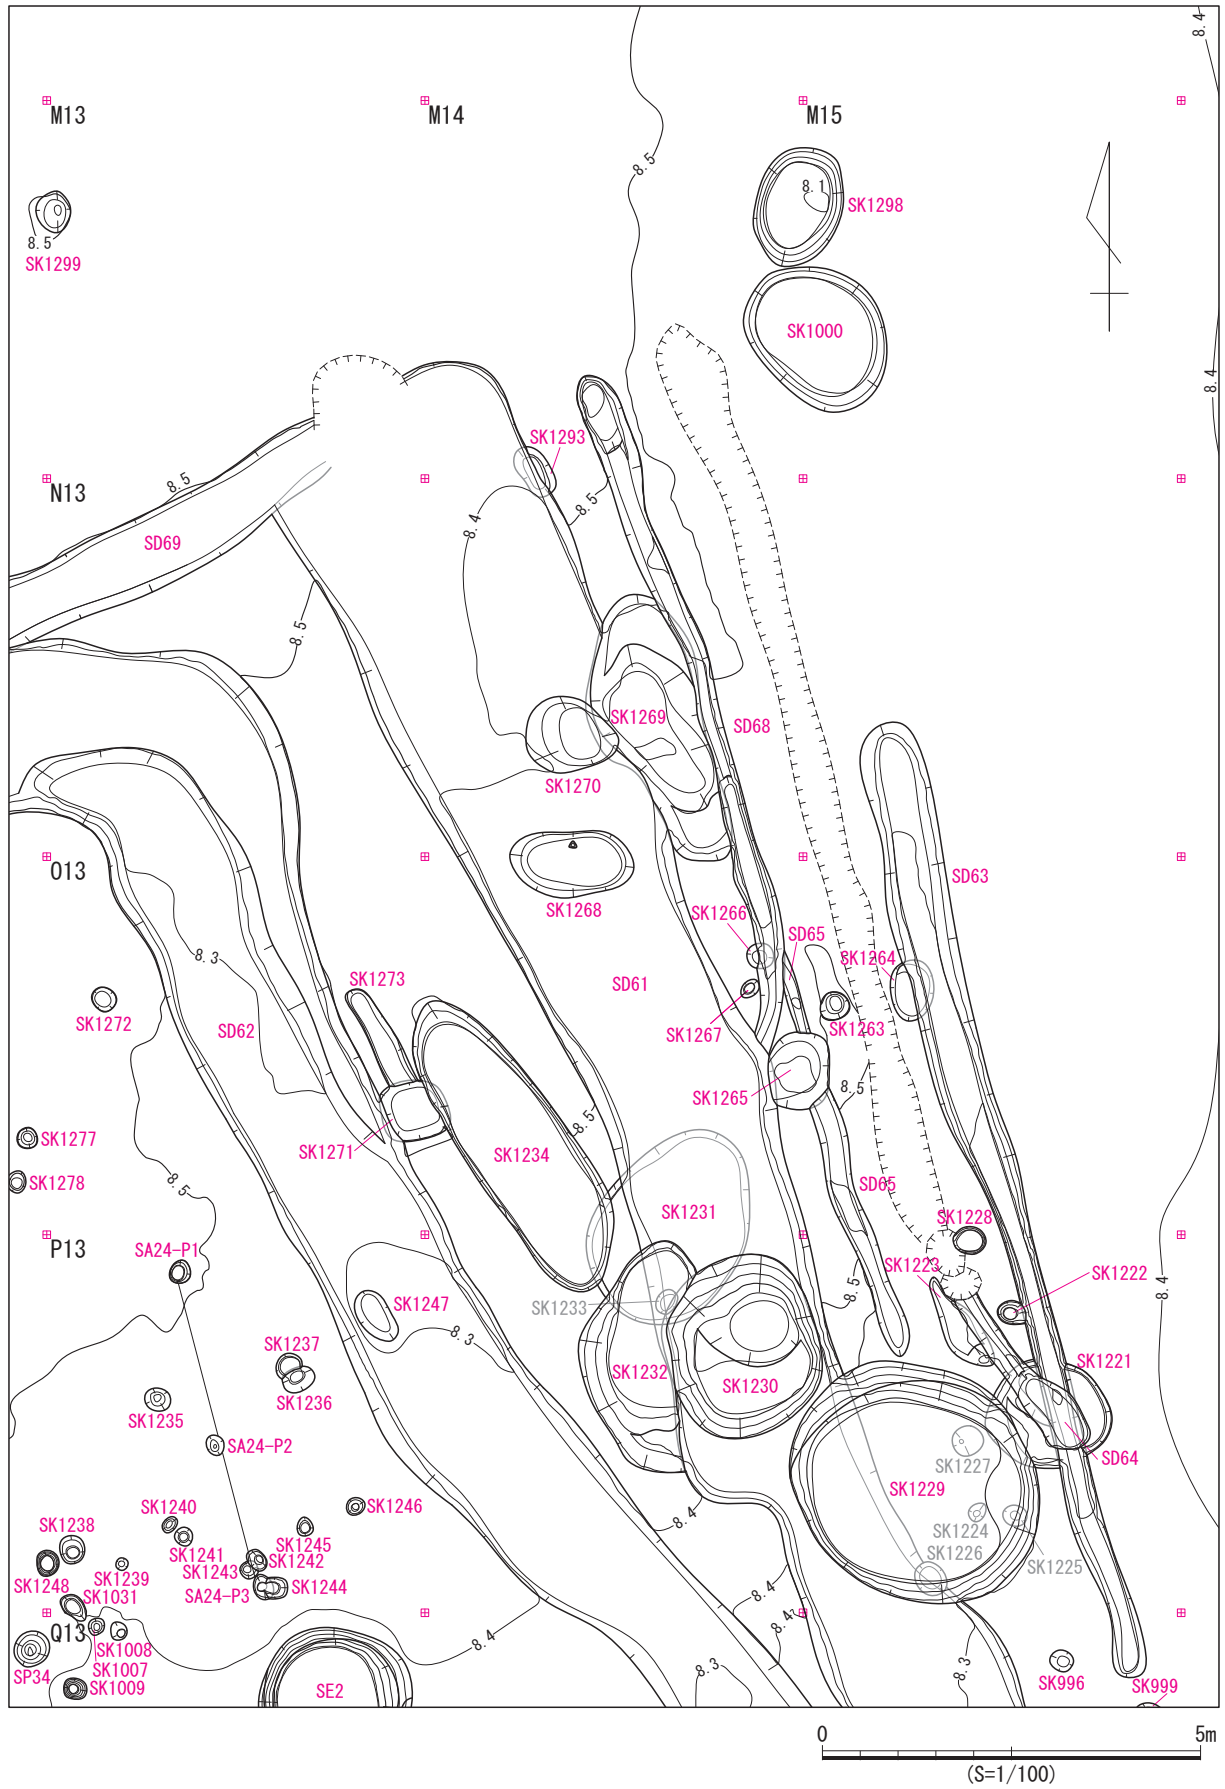 8.4
M13
M14
M15
8.5
8.1
SK1298
8.5
SK1299
SK1000
8.4
SK1293
N13
8.5
8.5
8.4
SD69
8.5
SK1269
SD68
SK1270
O13
SD63
SK1268
SK1266
SD65
8.3
SK1264
SK1273
SD61
SK1272
SD62
SK1267
SK1263
8.5
SK1265
8.5
SK1277
SK1271
SK1234
SK1278
8.5
SD65
SK1231
SK1228
P13
SA24-P1
SK1223
SK1222
8.4
8.5
SK1247
SK1233
8.3
SK1237
SK1221
SK1232
SK1230
SK1236
SK1235
SA24-P2
SD64
SK1227
SK1229
SK1240
SK1246
SK1238
8.4
SK1224
SK1245
SK1241
SK1242
SK1226
SK1225
SK1243
SK1248
SK1239
SK1244
SK1031
SA24-P3
8.4
8.4
Q13
8.4
SK1008
SP34
SK1007
8.3
8.3
SK1009
SE2
SK996
SK999
0
5m
(S=1/100)